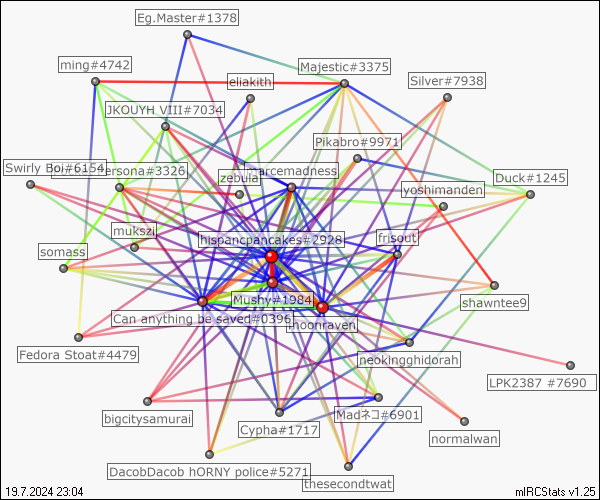 Eg.Master#1378
ming#4742
Majestic#3375
eliakith
Silver#7938
JKOUYH VIII#7034
Pikabro#9971
Swirly Boi#6154
ersona#3326
zebula
marcemadness
Duck#1245
yoshimanden
mukszi
hispancpancakes#2928
frisout
somass
Mushy#1984
shawntee9
Can anything be saved#0396
hoonraven
Fedora Stoat#4479
neokingghidorah
LPK2387 #7690
bigcitysamurai
Madネコ#6901
Cypha#1717
normalwan
DacobDacob hORNY police#5271
thesecondtwat
19.7.2024 23:04
mIRCStats v1.25